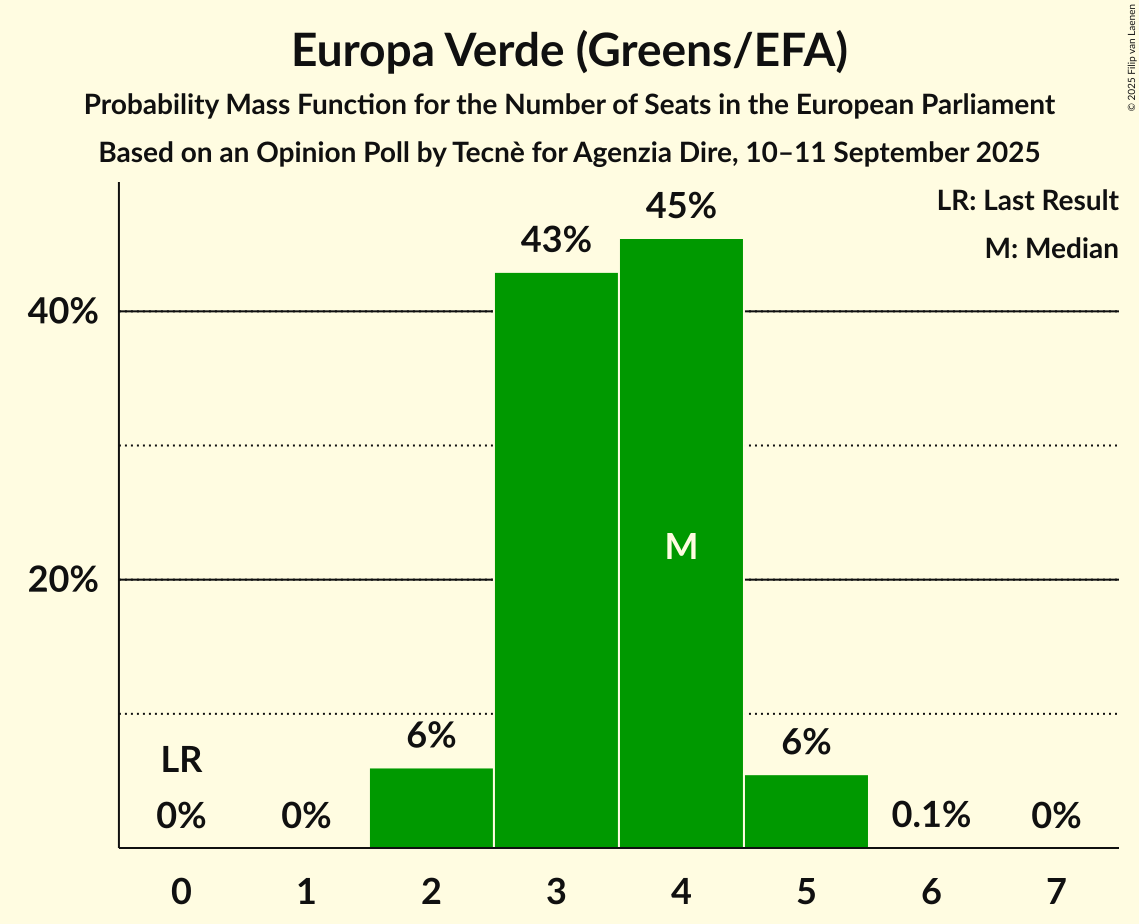 Europa Verde (Greens/EFA)
Probability Mass Function for the Number of Seats in the European Parliament
Based on an Opinion Poll by Tecnè for Agenzia Dire, 10–11 September 2025
© 2025 Filip van Laenen
LR: Last Result
M: Median
45%
43%
40%
M
20%
6%
6%
LR
0%
0%
0.1%
0%
0 1 2 3 4 5 6 7